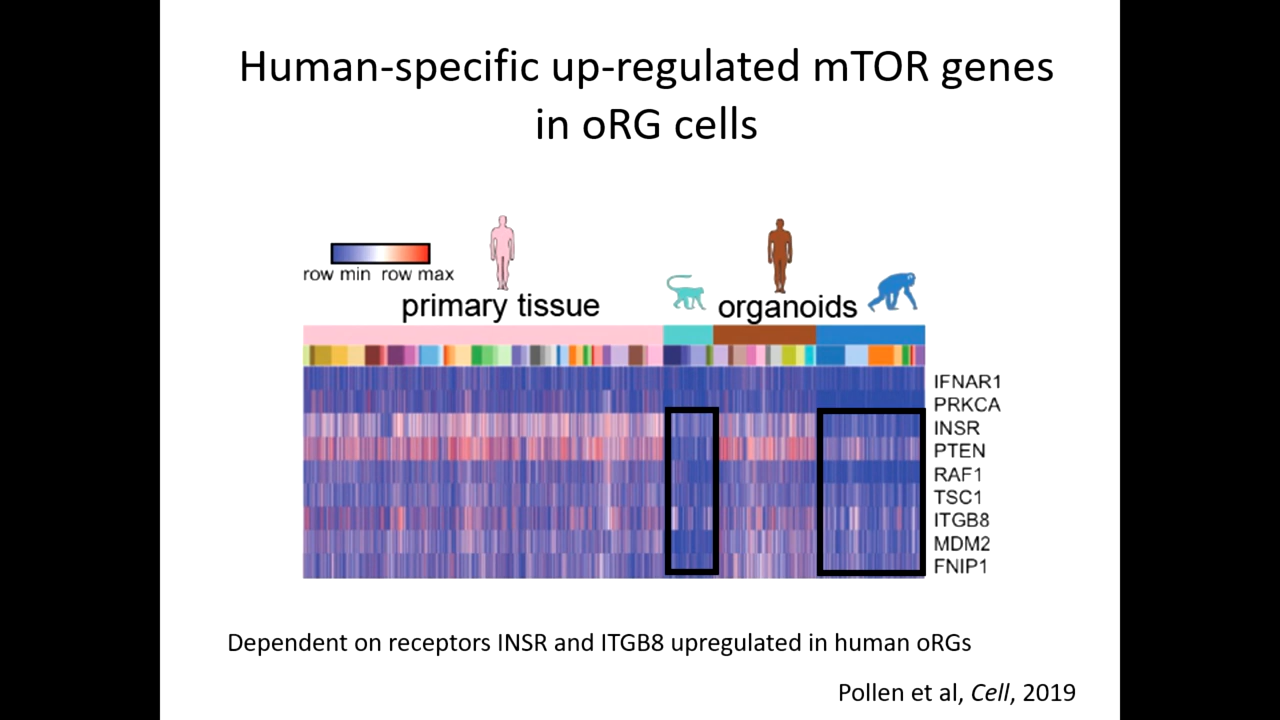 Human-specific up-regulated mTOR genes
in oRG cells
row min row max
primary tissue
organoids
IFNAR1
PRKCA
INSR
PTEN
RAF1
TSC1
ITGB8
MDM2
FNIP1
Dependent on receptors INSR and ITGB8 upregulated in human oRGs
Pollen et al, Cell, 2019